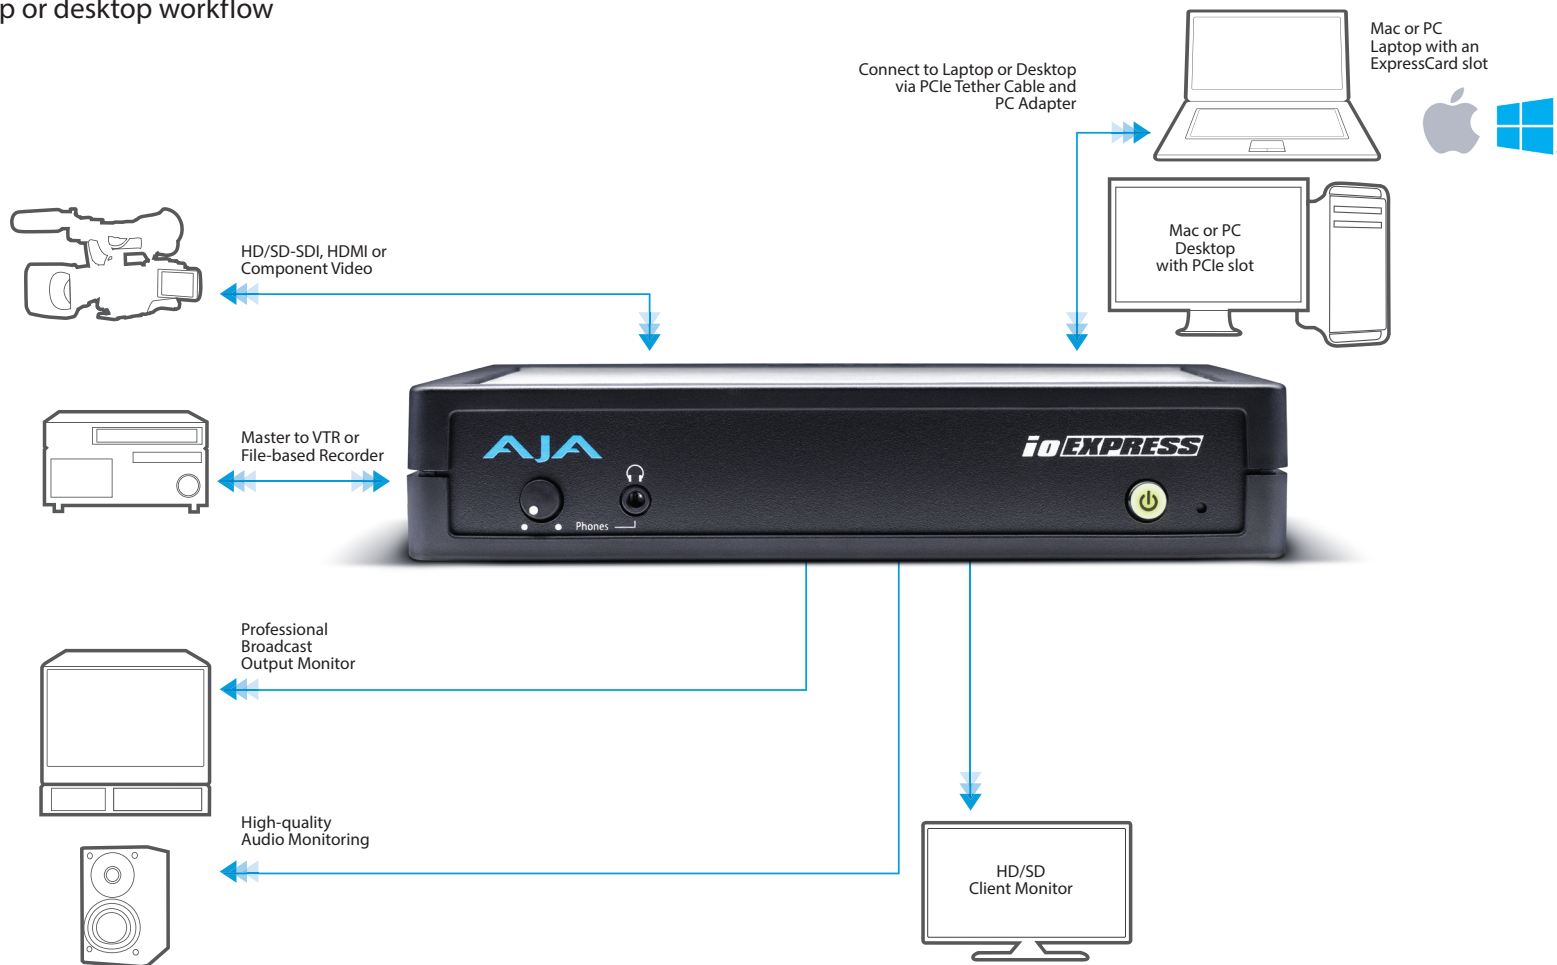 p or desktop workflow
Mac or PC
Laptop with an
ExpressCard slot
Connect to Laptop or Desktop
via PCIe Tether Cable and
PC Adapter
Mac or PC
Desktop
with PCIe slot
HD/SD-SDI, HDMI or
Component Video
Master to VTR or
File-based Recorder
AJA
io EXPRESS
Phones
Professional
Broadcast
Output Monitor
High-quality
Audio Monitoring
HD/SD
Client Monitor